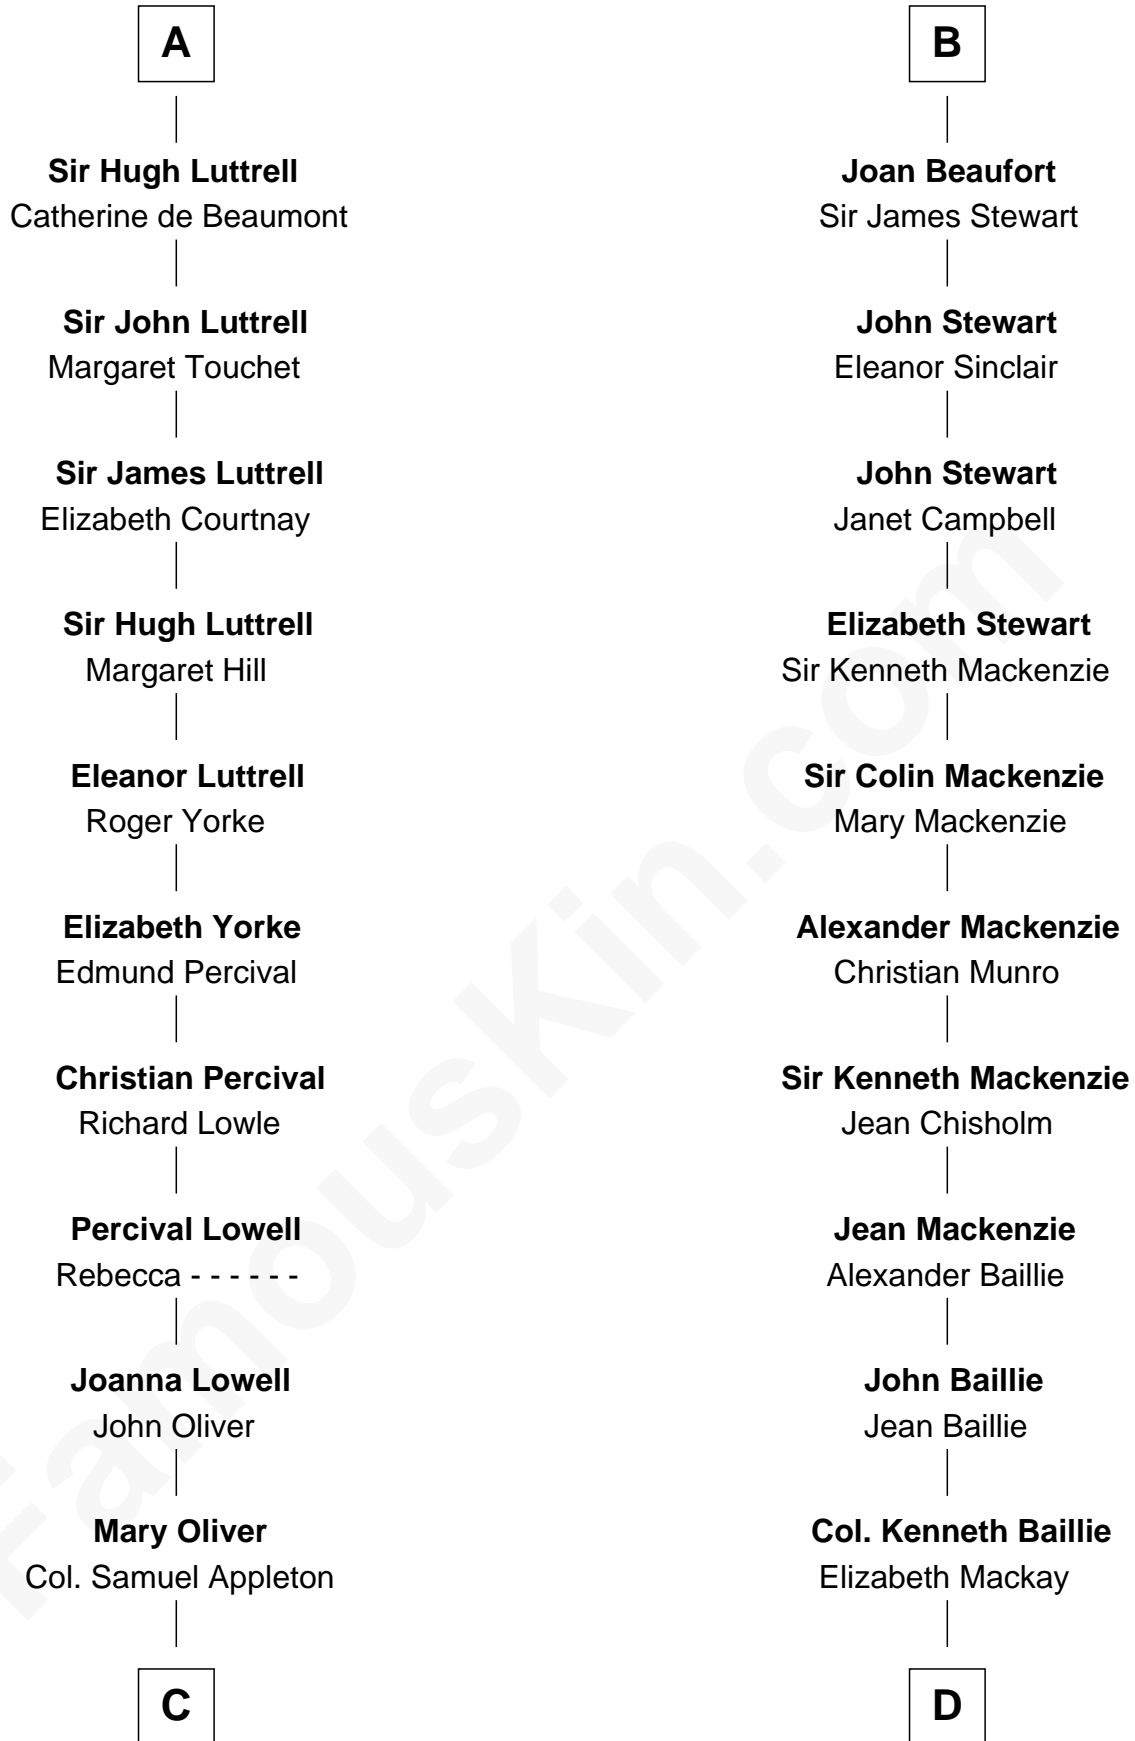 A
Sir Hugh Luttrell
Catherine de Beaumont
Sir John Luttrell
Margaret Touchet
Sir James Luttrell
Elizabeth Courtnay
Sir Hugh Luttrell
Margaret Hill
Eleanor Luttrell
Roger Yorke
Elizabeth Yorke
Edmund Percival
Christian Percival
Richard Lowle
Percival Lowell
Rebecca - - - - - -
Joanna Lowell
John Oliver
Mary Oliver
Col. Samuel Appleton
C
B
Joan Beaufort
Sir James Stewart
John Stewart
Eleanor Sinclair
John Stewart
Janet Campbell
Elizabeth Stewart
Sir Kenneth Mackenzie
Sir Colin Mackenzie
Mary Mackenzie
Alexander Mackenzie
Christian Munro
Sir Kenneth Mackenzie
Jean Chisholm
Jean Mackenzie
Alexander Baillie
John Baillie
Jean Baillie
Col. Kenneth Baillie
Elizabeth Mackay
D
FamousKin.com